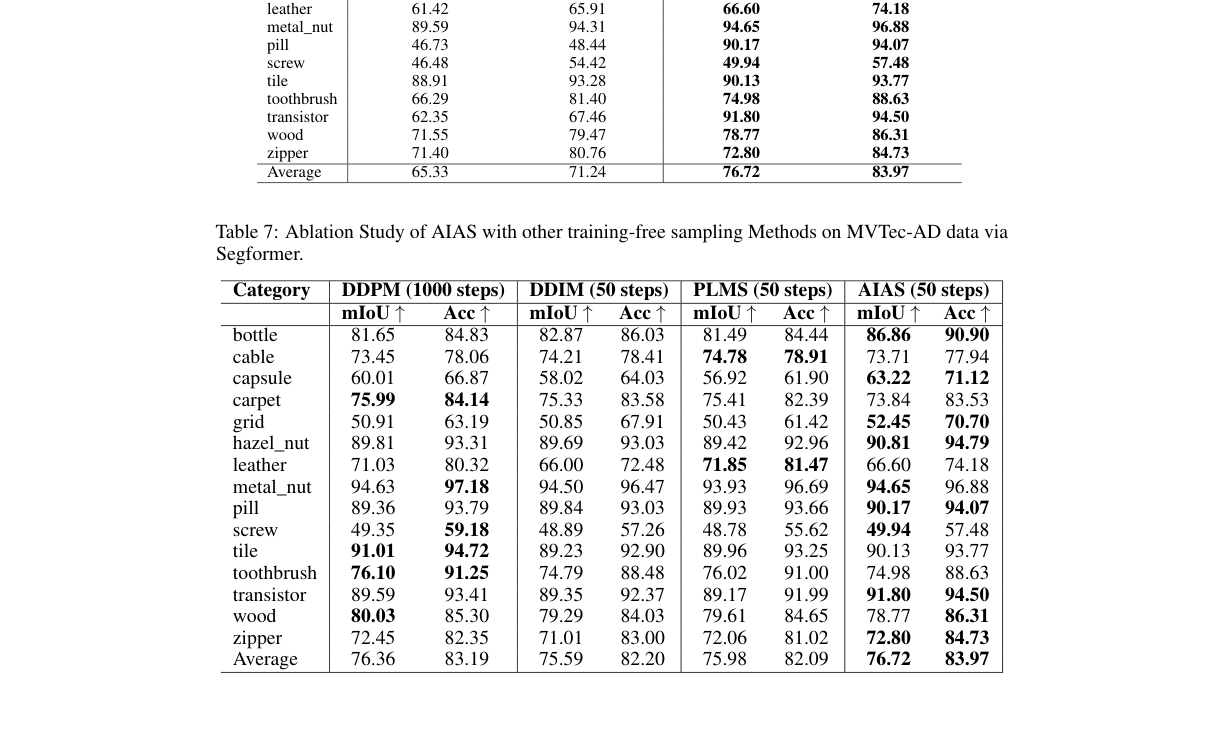 leather 61.42 65.91 66.60 74.18
metal_nut 89.59 94.31 94.65 96.88
pill 46.73 48.44 90.17 94.07
screw 46.48 54.42 49.94 57.48
tile 88.91 93.28 90.13 93.77
toothbrush 66.29 81.40 74.98 88.63
transistor 62.35 67.46 91.80 94.50
wood 71.55 79.47 78.77 86.31
zipper 71.40 80.76 72.80 84.73
Average 65.33 71.24 76.72 83.97
Table 7: Ablation Study of AIAS with other training-free sampling Methods on MVTec-AD data via
Segformer.
Category DDPM (1000 steps) DDIM (50 steps) PLMS (50 steps) AIAS (50 steps)
mIoU ↑ Acc ↑ mIoU ↑ Acc ↑ mIoU ↑ Acc ↑ mIoU ↑ Acc ↑
bottle 81.65 84.83 82.87 86.03 81.49 84.44 86.86 90.90
cable 73.45 78.06 74.21 78.41 74.78 78.91 73.71 77.94
capsule 60.01 66.87 58.02 64.03 56.92 61.90 63.22 71.12
carpet 75.99 84.14 75.33 83.58 75.41 82.39 73.84 83.53
grid 50.91 63.19 50.85 67.91 50.43 61.42 52.45 70.70
hazel_nut 89.81 93.31 89.69 93.03 89.42 92.96 90.81 94.79
leather 71.03 80.32 66.00 72.48 71.85 81.47 66.60 74.18
metal_nut 94.63 97.18 94.50 96.47 93.93 96.69 94.65 96.88
pill 89.36 93.79 89.84 93.03 89.93 93.66 90.17 94.07
screw 49.35 59.18 48.89 57.26 48.78 55.62 49.94 57.48
tile 91.01 94.72 89.23 92.90 89.96 93.25 90.13 93.77
toothbrush 76.10 91.25 74.79 88.48 76.02 91.00 74.98 88.63
transistor 89.59 93.41 89.35 92.37 89.17 91.99 91.80 94.50
wood 80.03 85.30 79.29 84.03 79.61 84.65 78.77 86.31
zipper 72.45 82.35 71.01 83.00 72.06 81.02 72.80 84.73
Average 76.36 83.19 75.59 82.20 75.98 82.09 76.72 83.97